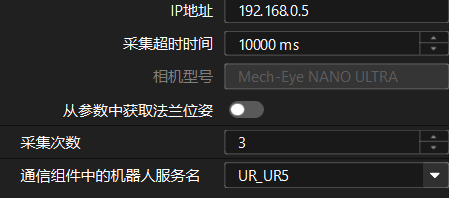 IP地址 192.168.0.5
采集超时时间 10000 ms
相机型号 Mech-Eye NANO ULTRA
从参数中获取法兰位姿
采集次数 3
通信组件中的机器人服务名 UR_UR5